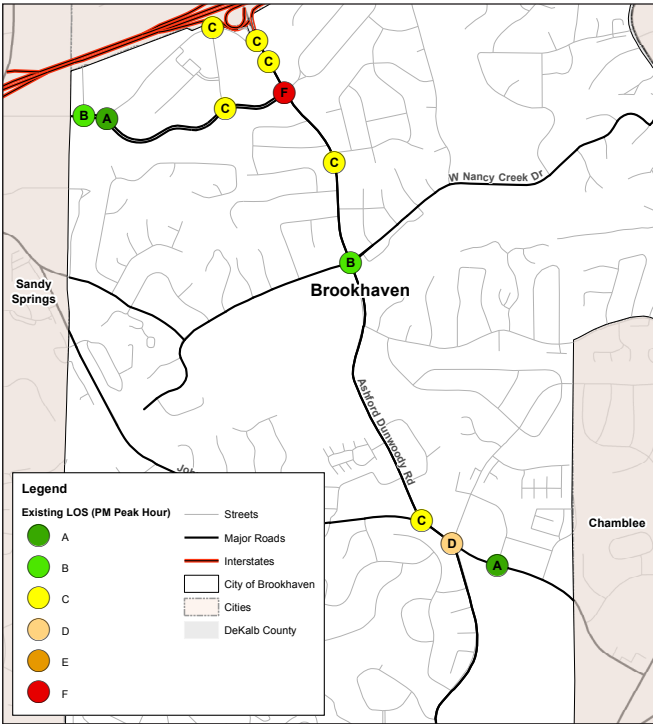 C
C
C
F
C
B
A
C
W Nancy Creek Dr
B
Brookhaven
Sandy
Springs
Ashford Dunwoody Rd
Joh
C
D
A
Chamblee
Legend
Existing LOS (PM Peak Hour)
A
B
C
D
E
F
Streets
Major Roads
Interstates
City of Brookhaven
Cities
DeKalb County